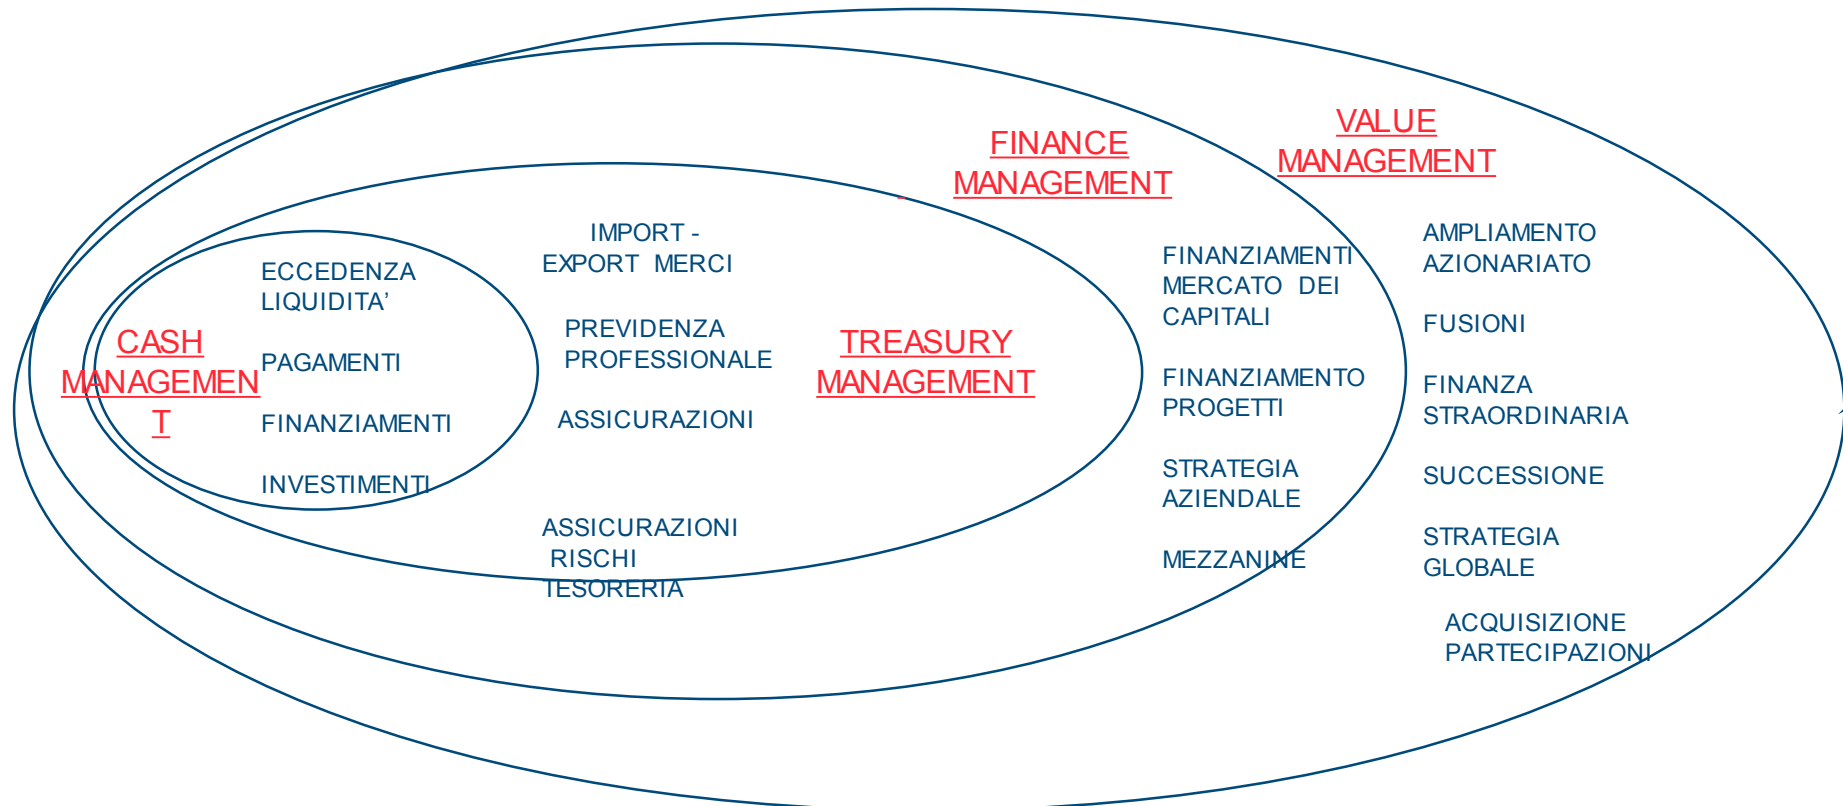 CASH
MANAGEMEN
T
ECCEDENZA
LIQUIDITA’
PAGAMENTI
FINANZIAMENTI
INVESTIMENTI
IMPORT -
EXPORT MERCI
PREVIDENZA
PROFESSIONALE
ASSICURAZIONI
ASSICURAZIONI
RISCHI
TESORERIA
TREASURY
MANAGEMENT
FINANCE
MANAGEMENT
FINANZIAMENTI
MERCATO DEI
CAPITALI
FINANZIAMENTO
PROGETTI
STRATEGIA
AZIENDALE
MEZZANINE
VALUE
MANAGEMENT
AMPLIAMENTO
AZIONARIATO
FUSIONI
FINANZA
STRAORDINARIA
SUCCESSIONE
STRATEGIA
GLOBALE
ACQUISIZIONE
PARTECIPAZIONI